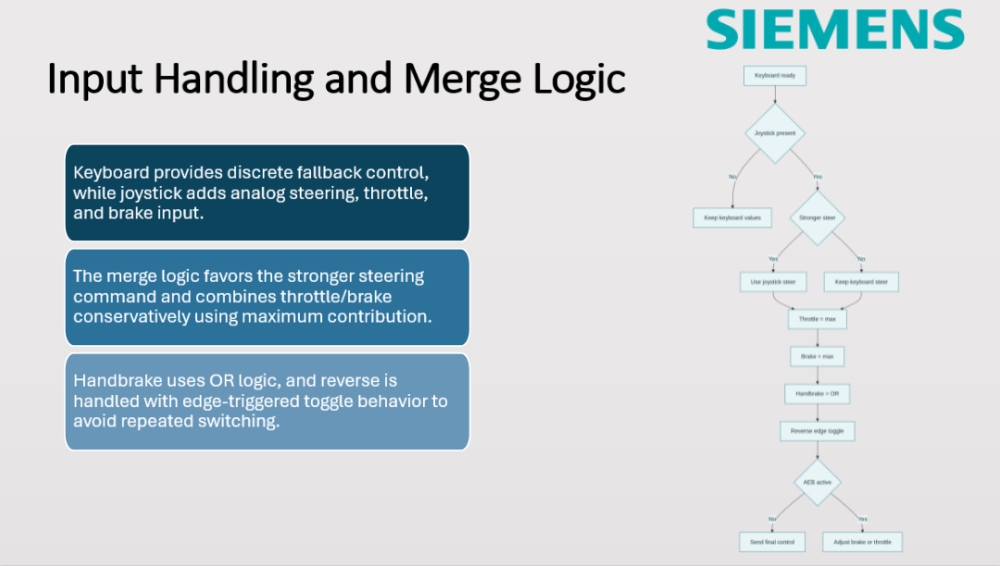 SIEMENS
Input Handling and Merge Logic
Keyboard provides discrete fallback control,
while joystick adds analog steering, throttle,
and brake input.
The merge logic favors the stronger steering
command and combines throttle/brake
conservatively using maximum contribution.
Handbrake uses OR logic, and reverse is
handled with edge-triggered toggle behavior to
avoid repeated switching.
Keyboard ready
Joystick present
No
Yes
Keep keyboard values
Stronger steer
Yes
No
Use joystick steer
Keep keyboard steer
Throttle = max
Brake = max
Handbrake = OR
Reverse edge toggle
AEB active
No
Yes
Send final control
Adjust brake or throttle